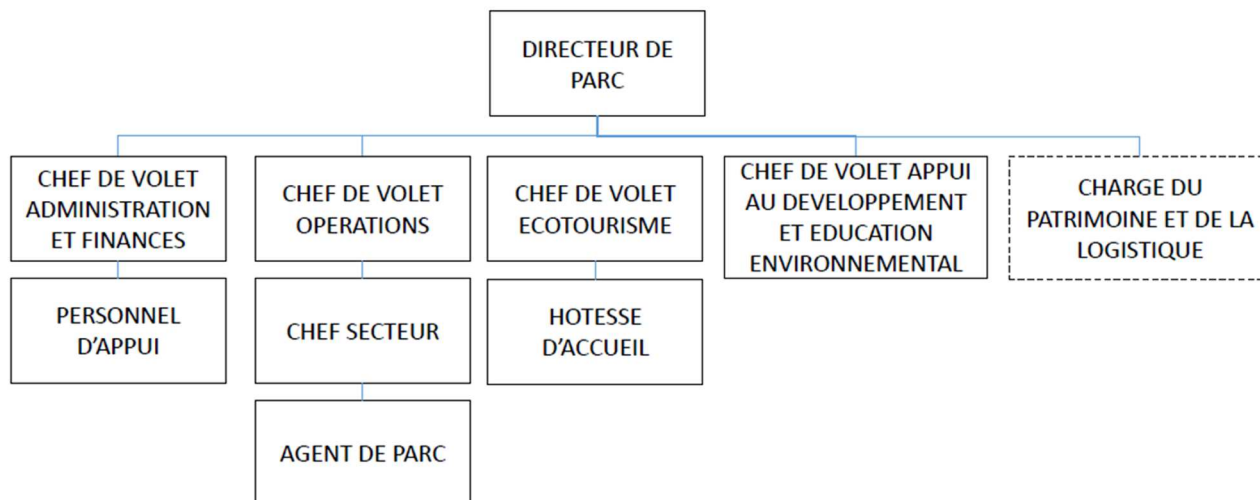 DIRECTEUR DE
PARC
CHEF DE VOLET
ADMINISTRATION
ET FINANCES
CHEF DE VOLET
OPERATIONS
CHEF DE VOLET
ECOTOURISME
CHEF DE VOLET APPUI
AU DEVELOPPEMENT
ET EDUCATION
ENVIRONNEMENTAL
CHARGE DU
PATRIMOINE ET DE LA
LOGISTIQUE
PERSONNEL
D'APPUI
CHEF SECTEUR
HOTESSE
D'ACCUEIL
AGENT DE PARC